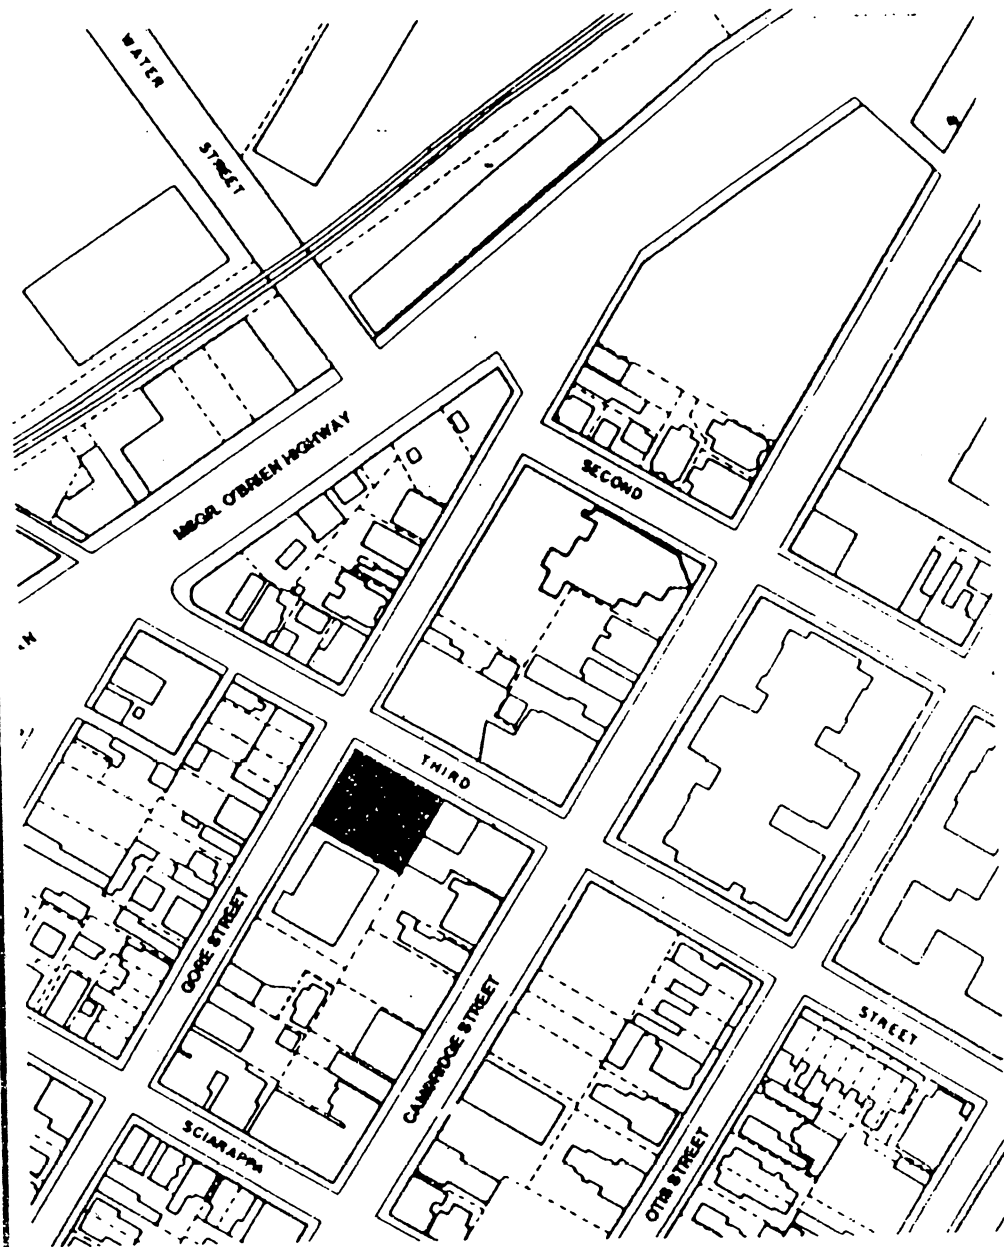 WATER
STREET
MSGR. O'BRIEN HIGHWAY
SECOND
THIRD
GORE STREET
CAMBRIDGE STREET
STREET
SCIARAPPA
OTIS STREET